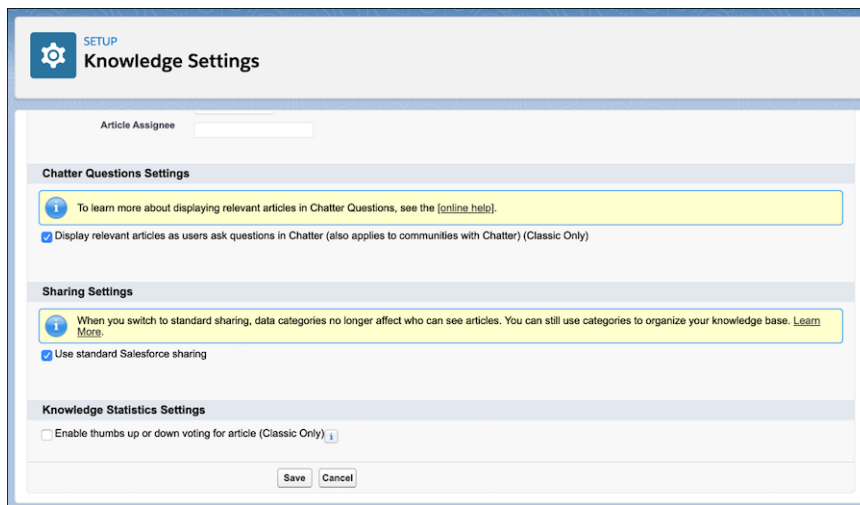 SETUP
Knowledge Settings
Article Assignee
Chatter Questions Settings
To learn more about displaying relevant articles in Chatter Questions, see the [online help].
Display relevant articles as users ask questions in Chatter (also applies to communities with Chatter) (Classic Only)
Sharing Settings
When you switch to standard sharing, data categories no longer affect who can see articles. You can still use categories to organize your knowledge base. Learn
More.
Use standard Salesforce sharing
Knowledge Statistics Settings
Enable thumbs up or down voting for article (Classic Only)
Save Cancel